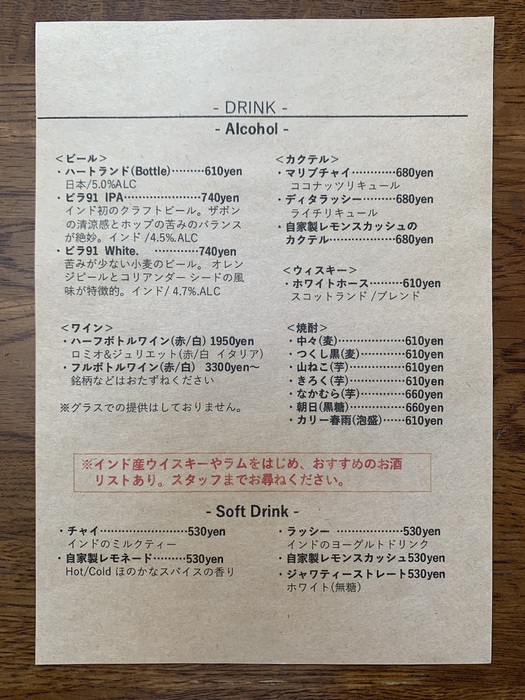 - DRINK -
- Alcohol -
＜ビール＞
・ハートランド(Bottle)………610yen
日本/5.0%ALC
・ビラ91 IPA……………………740yen
インド初のクラフトビール。ザボン
の清涼感とホップの苦みのバランス
が絶妙。インド /4.5%.ALC
・ビラ91 White. …………740yen
苦みが少ない小麦のビール。オレン
ジピールとコリアンダー シードの風
味が特徴的。インド/ 4.7%.ALC
＜ワイン＞
・ハーフボトルワイン(赤/白) 1950yen
ロミオ&ジュリエット(赤/白 イタリア)
・フルボトルワイン(赤/白) 3300yen〜
銘柄などはおたずねください
※グラスでの提供はしておりません。
＜カクテル＞
・マリブチャイ…………680yen
ココナッツリキュール
・ディタラッシー………680yen
ライチリキュール
・自家製レモンスカッシュの
カクテル………………680yen
＜ウィスキー＞
・ホワイトホース………610yen
スコットランド /ブレンド
＜焼酎＞
・中々(麦)………………610yen
・つくし黒(麦)…………610yen
・山ねこ(芋)……………610yen
・きろく(芋)……………610yen
・なかむら(芋)…………660yen
・朝日(黒糖)……………660yen
・カリー春雨(泡盛)……610yen
※インド産ウイスキーやラムをはじめ、おすすめのお酒
リストあり。スタッフまでお尋ねください。
- Soft Drink -
・チャイ……………………530yen
インドのミルクティー
・自家製レモネード………530yen
Hot/Cold ほのかなスパイスの香り
・ラッシー …………………530yen
インドのヨーグルトドリンク
・自家製レモンスカッシュ530yen
・ジャワティーストレート530yen
ホワイト(無糖)